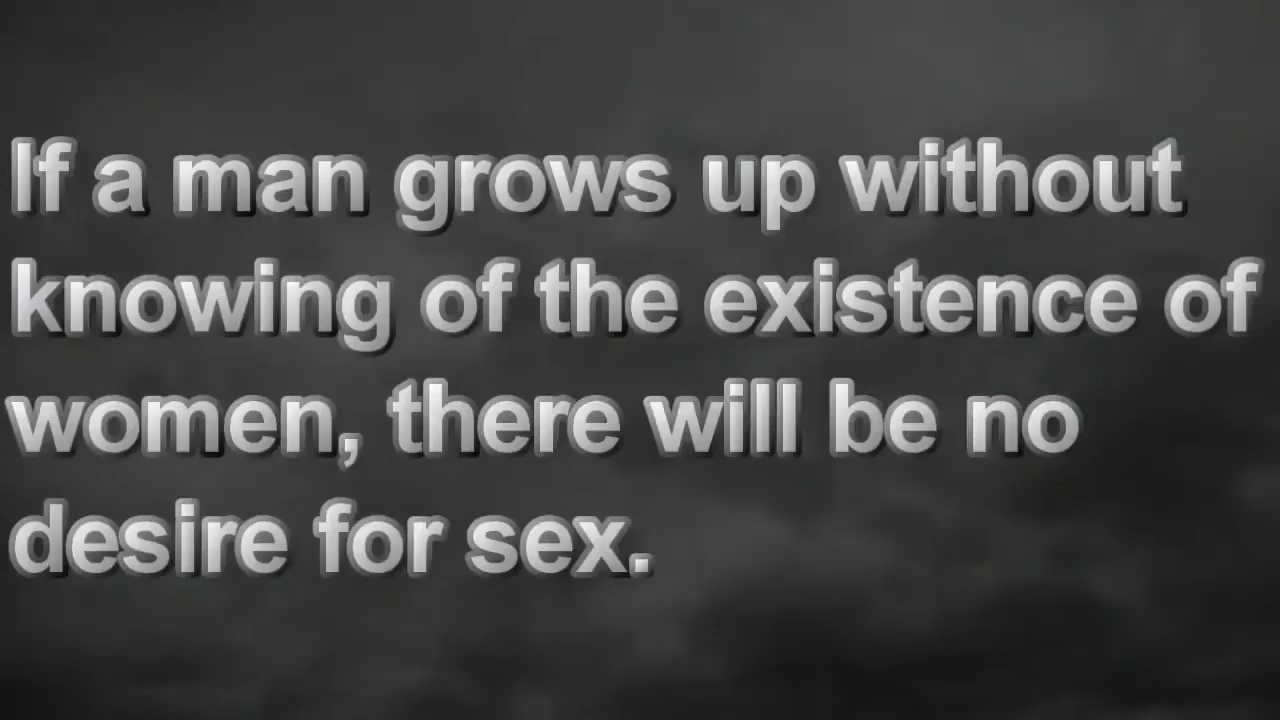 If a man grows up without
knowing of the existence of
women, there will be no
desire for sex.